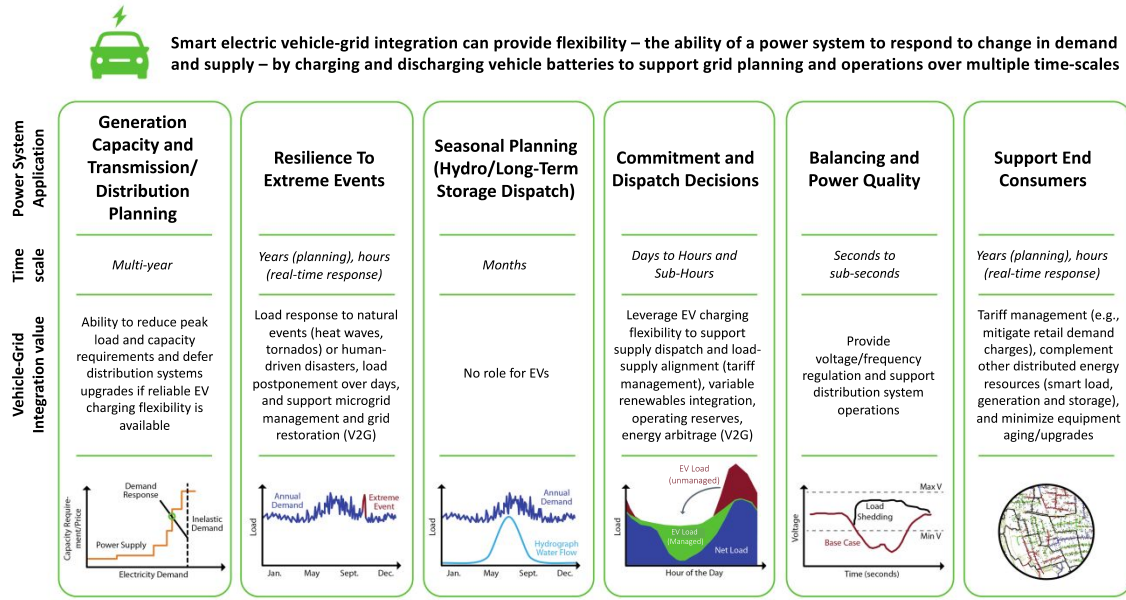 Smart electric vehicle-grid integration can provide flexibility – the ability of a power system to respond to change in demand
and supply – by charging and discharging vehicle batteries to support grid planning and operations over multiple time-scales
Power System
Application
Generation
Capacity and
Transmission/
Distribution
Planning
Resilience To
Extreme Events
Seasonal Planning
(Hydro/Long-Term
Storage Dispatch)
Commitment and
Dispatch Decisions
Balancing and
Power Quality
Support End
Consumers
Time
scale
Multi-year
Years (planning), hours
(real-time response)
Months
Days to Hours and
Sub-Hours
Seconds to
sub-seconds
Years (planning), hours
(real-time response)
Vehicle-Grid
Integration value
Ability to reduce peak
load and capacity
requirements and defer
distribution systems
upgrades if reliable EV
charging flexibility is
available
Load response to natural
events (heat waves,
tornados) or human-
driven disasters, load
postponement over days,
and support microgrid
management and grid
restoration (V2G)
No role for EVs
Leverage EV charging
flexibility to support
supply dispatch and load-
supply alignment (tariff
management), variable
renewables integration,
operating reserves,
energy arbitrage (V2G)
Provide
voltage/frequency
regulation and support
distribution system
operations
Tariff management (e.g.,
mitigate retail demand
charges), complement
other distributed energy
resources (smart load,
generation and storage),
and minimize equipment
aging/upgrades
Capacity Require-
ment/Price
Demand
Response
Inelastic
Demand
Power Supply
Electricity Demand
Load
Annual
Demand
Extreme
Event
Jan.
May
Sept.
Dec.
Load
Annual
Demand
Hydrograph
Water Flow
Jan.
May
Sept.
Dec.
Load
EV Load
(unmanaged)
EV Load
(Managed)
Net Load
Hour of the Day
Voltage
Max V
Load
Shedding
Min V
Base Case
Time (seconds)